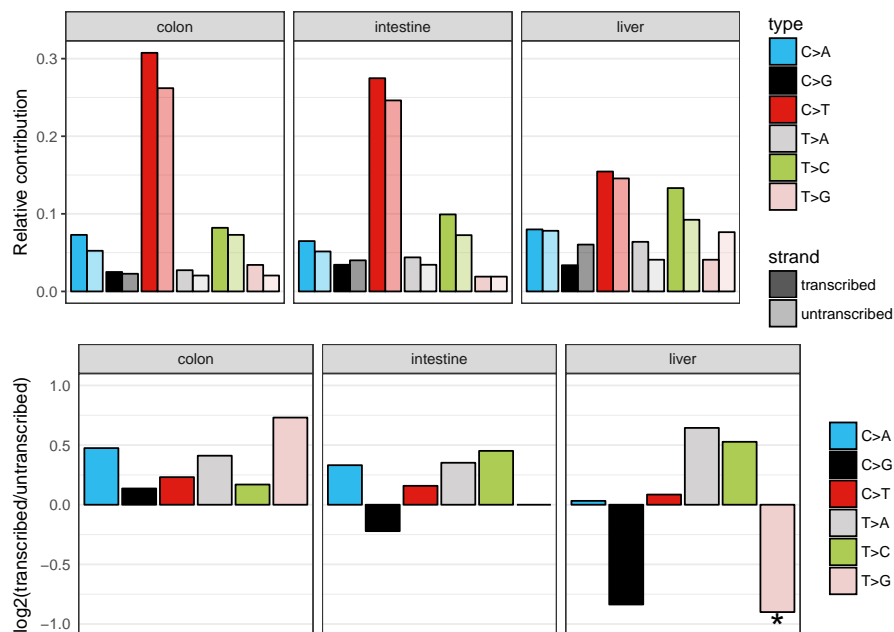 colon
intestine
liver
Relative contribution
0.3
0.2
0.1
0.0
type
C>A
C>G
C>T
T>A
T>C
T>G
strand
transcribed
untranscribed
colon
intestine
liver
log2(transcribed/untranscribed)
1.0
0.5
0.0
−0.5
−1.0
*
C>A
C>G
C>T
T>A
T>C
T>G